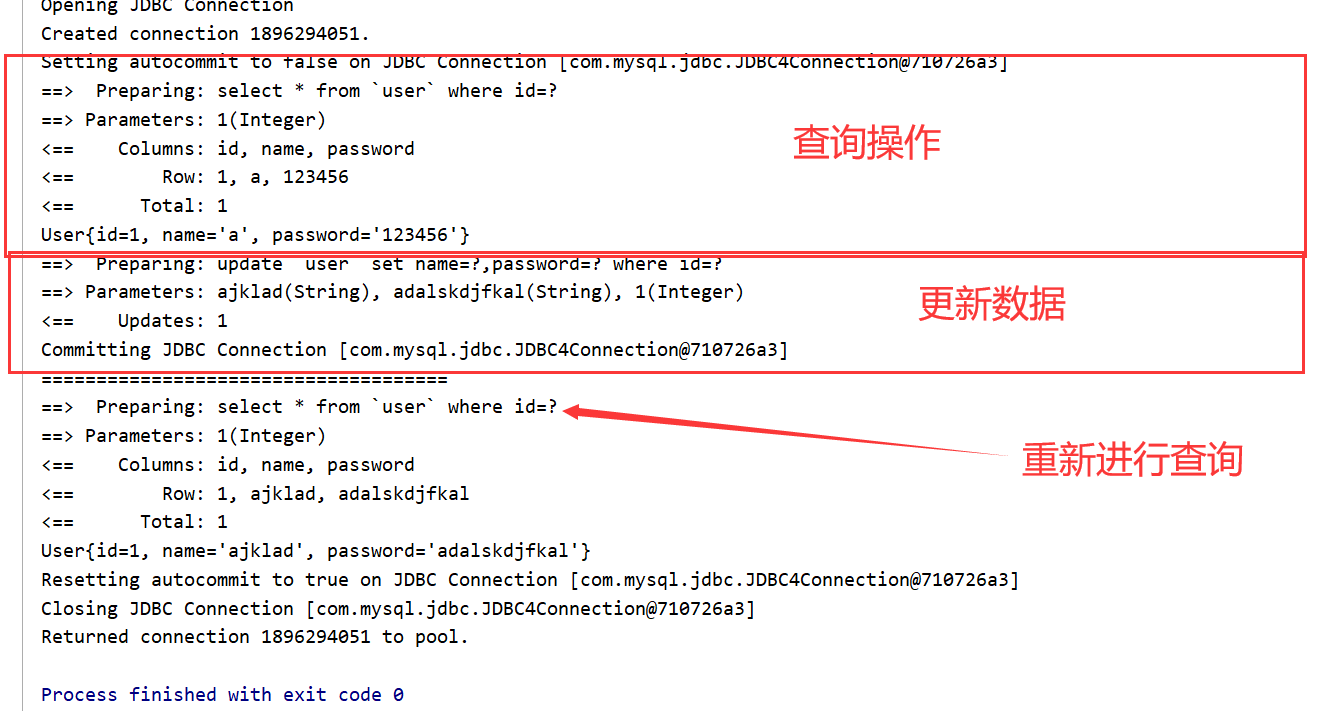 Opening JDBC Connection
Created connection 1896294051.
Setting autocommit to false on JDBC Connection [com.mysql.jdbc.JDBC4Connection@710726a3]
==>  Preparing: select * from `user` where id=?
==> Parameters: 1(Integer)
<==    Columns: id, name, password
<==        Row: 1, a, 123456
<==      Total: 1
User{id=1, name='a', password='123456'}
查询操作
==>  Preparing: update  user  set name=?,password=? where id=?
==> Parameters: ajklad(String), adalskdjfkal(String), 1(Integer)
<==    Updates: 1
Committing JDBC Connection [com.mysql.jdbc.JDBC4Connection@710726a3]
更新数据
=====================================
==>  Preparing: select * from `user` where id=?
==> Parameters: 1(Integer)
<==    Columns: id, name, password
<==        Row: 1, ajklad, adalskdjfkal
<==      Total: 1
重新进行查询
User{id=1, name='ajklad', password='adalskdjfkal'}
Resetting autocommit to true on JDBC Connection [com.mysql.jdbc.JDBC4Connection@710726a3]
Closing JDBC Connection [com.mysql.jdbc.JDBC4Connection@710726a3]
Returned connection 1896294051 to pool.
Process finished with exit code 0